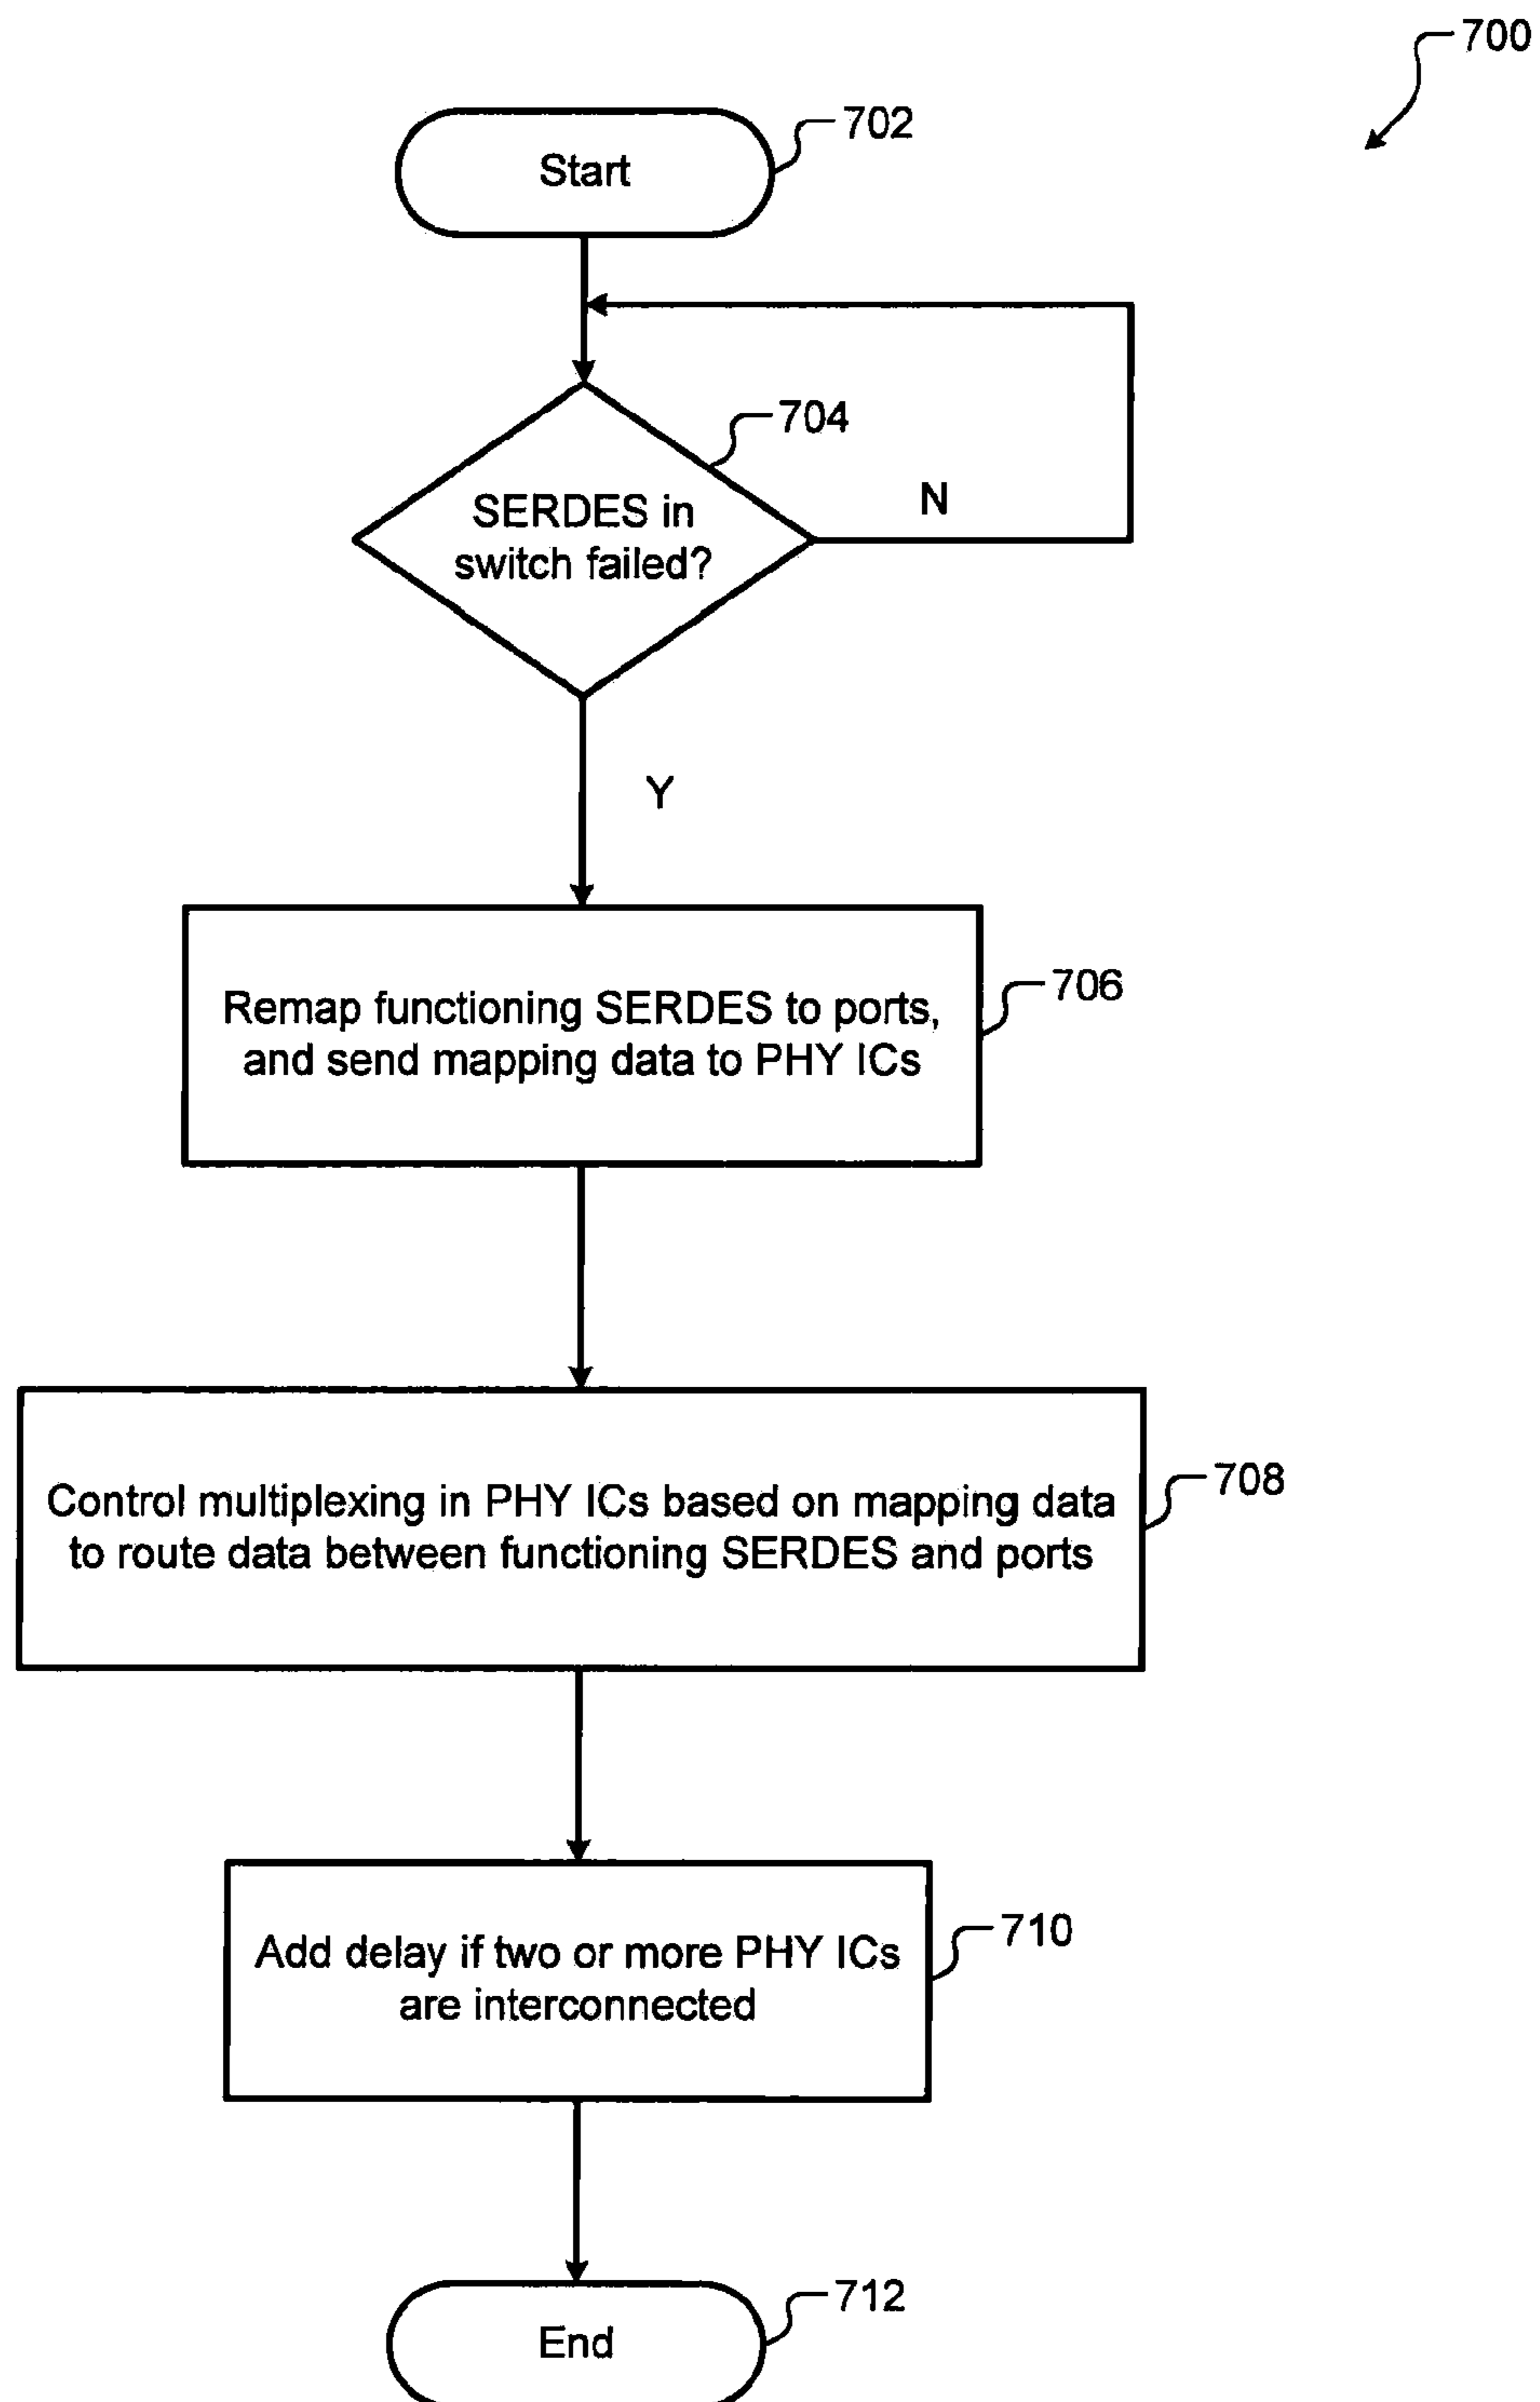 700
702
Start
704
SERDES in
switch failed?
N
Y
706
Remap functioning SERDES to ports,
and send mapping data to PHY ICs
708
Control multiplexing in PHY ICs based on mapping data
to route data between functioning SERDES and ports
710
Add delay if two or more PHY ICs
are interconnected
712
End